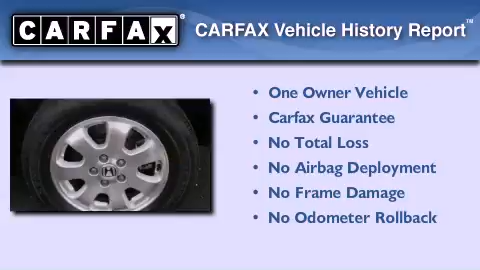 CARFAX® CARFAX Vehicle History Report™
• One Owner Vehicle
• Carfax Guarantee
• No Total Loss
• No Airbag Deployment
• No Frame Damage
• No Odometer Rollback